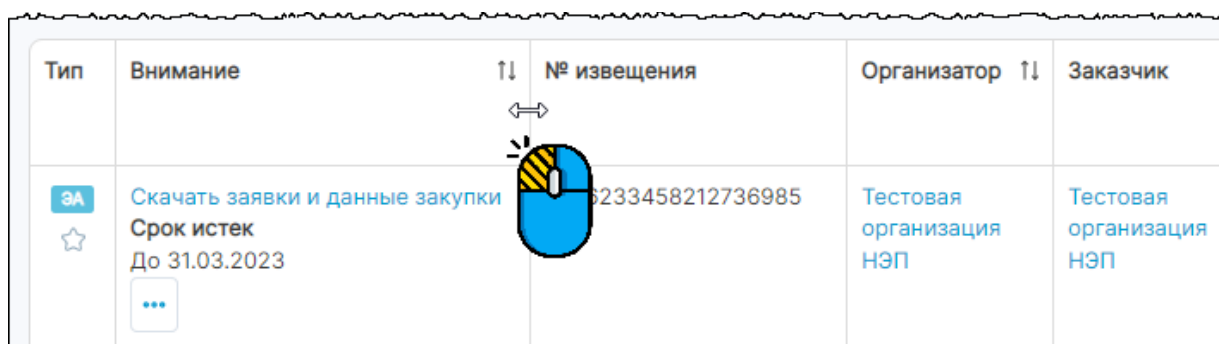 Тип
Внимание
№ извещения
Организатор
Заказчик
ЭА
Скачать заявки и данные закупки
Срок истек
До 31.03.2023
6233458212736985
Тестовая
организация
НЭП
Тестовая
организация
НЭП